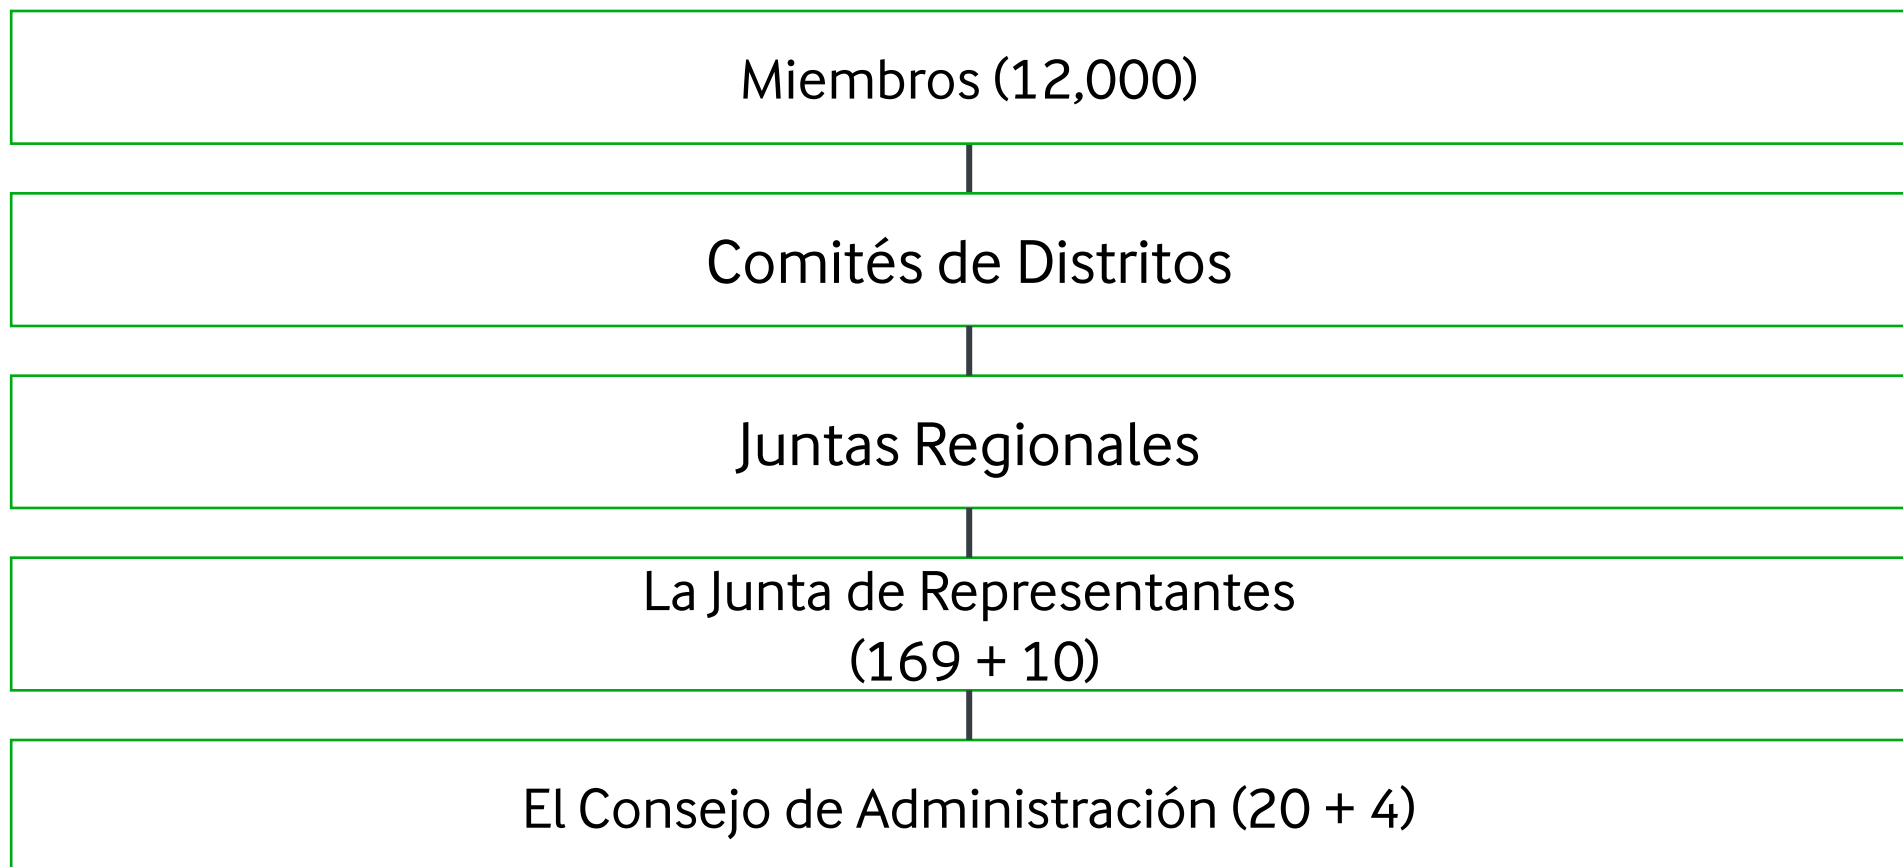 Miembros (12,000)
Comités de Distritos
Juntas Regionales
La Junta de Representantes
(169 + 10)
El Consejo de Administración (20 + 4)